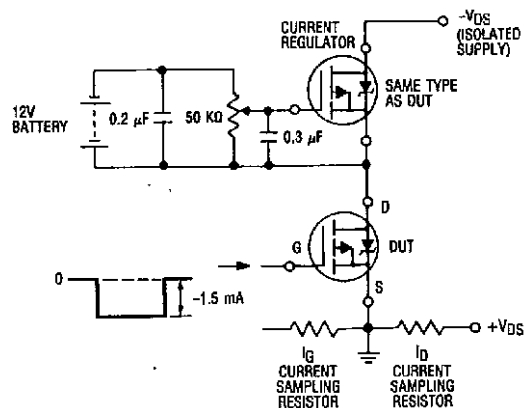 -VDS
(ISOLATED
SUPPLY)
CURRENT
REGULATOR
SAME TYPE
AS DUT
12V
BATTERY
0.2 µF
50 KΩ
0.3 µF
D
G
DUT
S
0
-1.5 mA
+VDS
IG
CURRENT
SAMPLING
RESISTOR
ID
CURRENT
SAMPLING
RESISTOR